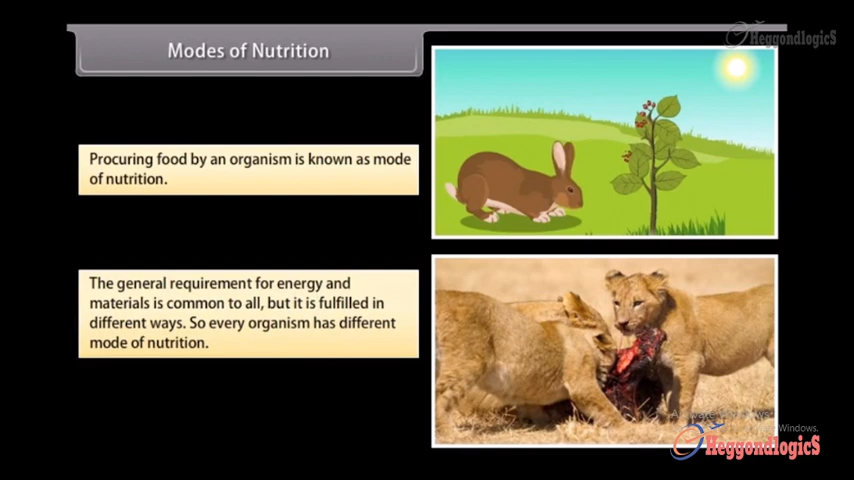 HeggondlogicS
Modes of Nutrition
Procuring food by an organism is known as mode
of nutrition.
The general requirement for energy and
materials is common to all, but it is fulfilled in
different ways. So every organism has different
mode of nutrition.
Windows.
HeggondlogicS